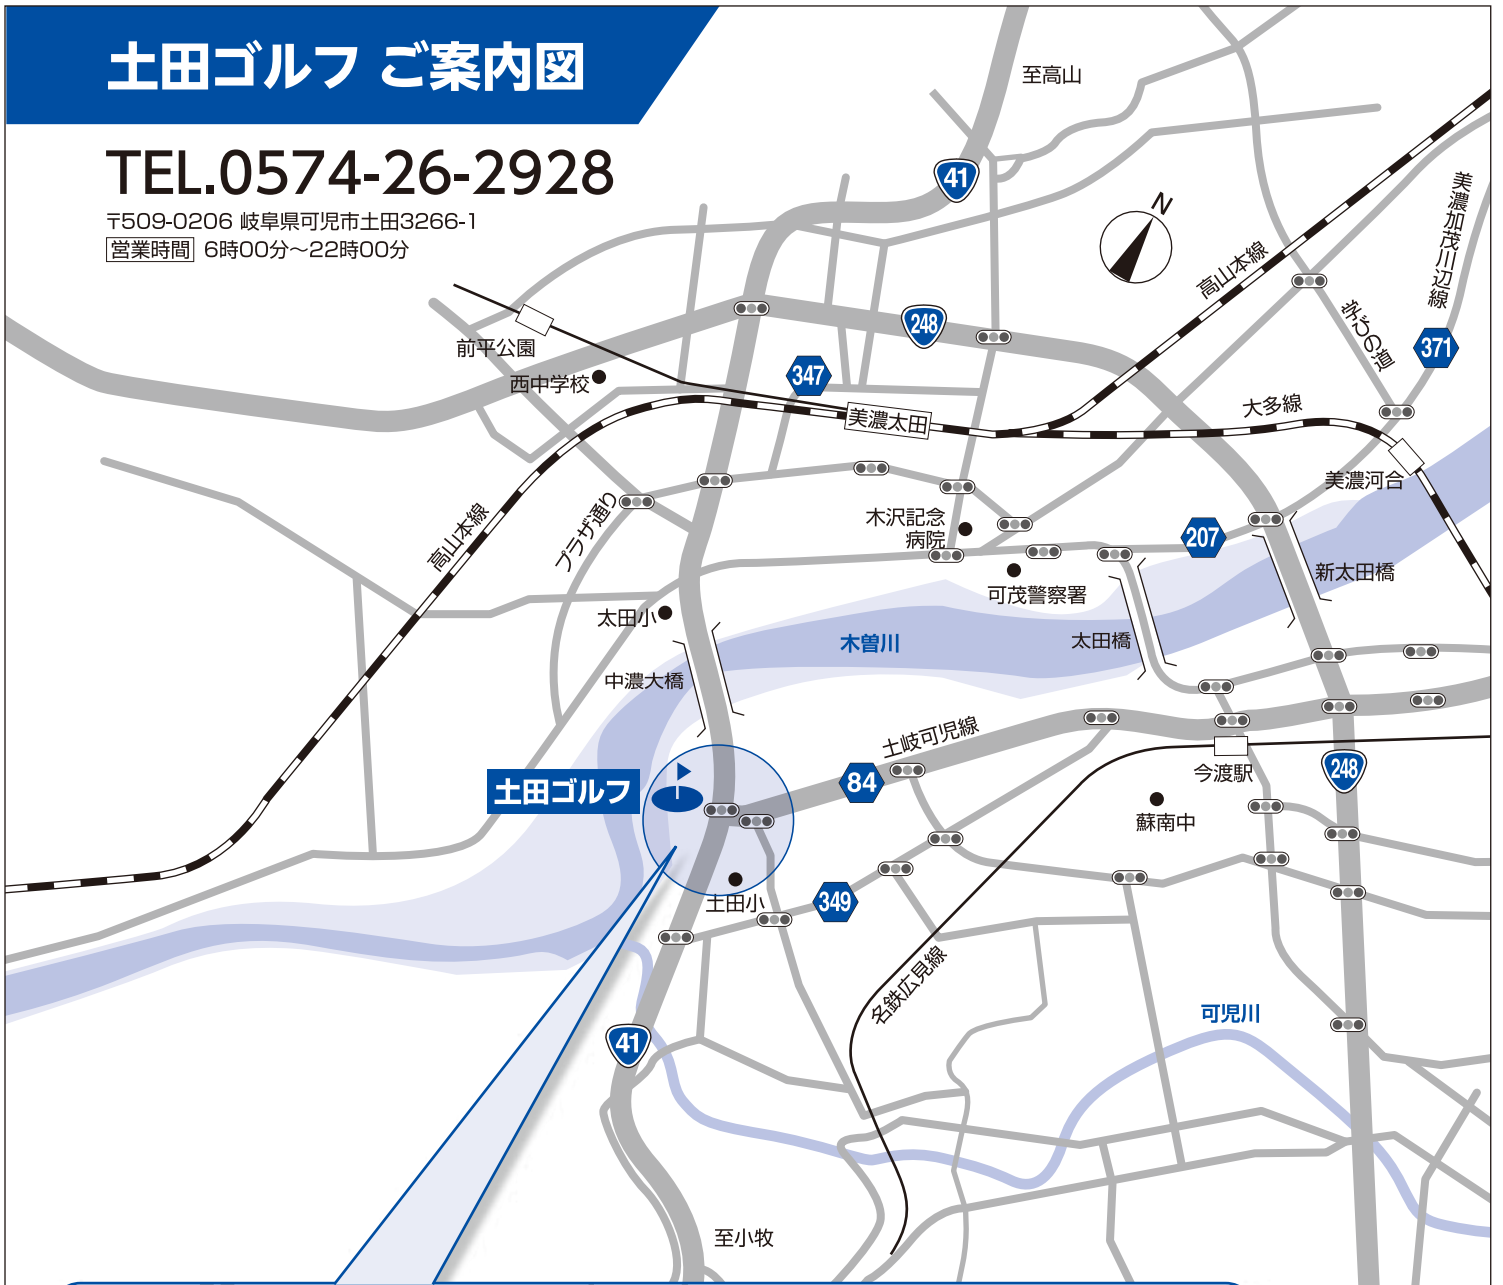 土田ゴルフ ご案内図
TEL.0574-26-2928
〒509-0206 岐阜県可児市土田3266-1
営業時間 6時00分〜22時00分
至高山
41
N
高山本線
美濃加茂川辺線
学びの道
371
248
前平公園
西中学校
347
美濃太田
大多線
美濃河合
高山本線
プラザ通り
木沢記念
病院
207
新太田橋
可茂警察署
太田小
太田橋
木曽川
中濃大橋
土岐可児線
84
今渡駅
248
土田ゴルフ
蘇南中
土田小
349
名鉄広見線
可児川
41
至小牧